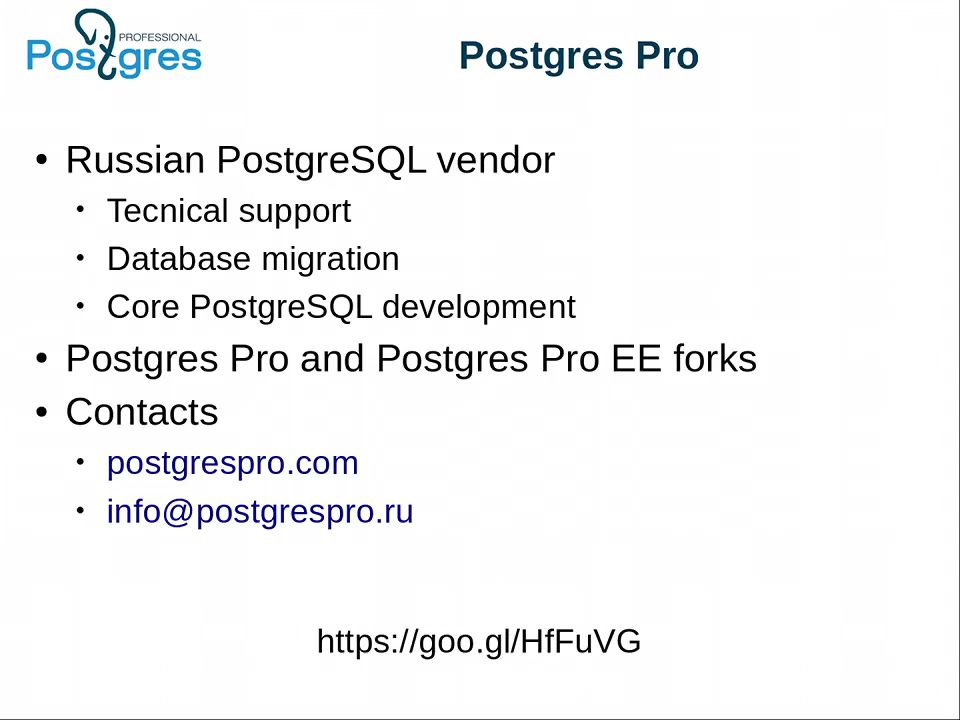 PROFESSIONAL
Postgres
Postgres Pro
• Russian PostgreSQL vendor
• Tecnical support
• Database migration
• Core PostgreSQL development
• Postgres Pro and Postgres Pro EE forks
• Contacts
• postgrespro.com
• info@postgrespro.ru
https://goo.gl/HfFuVG